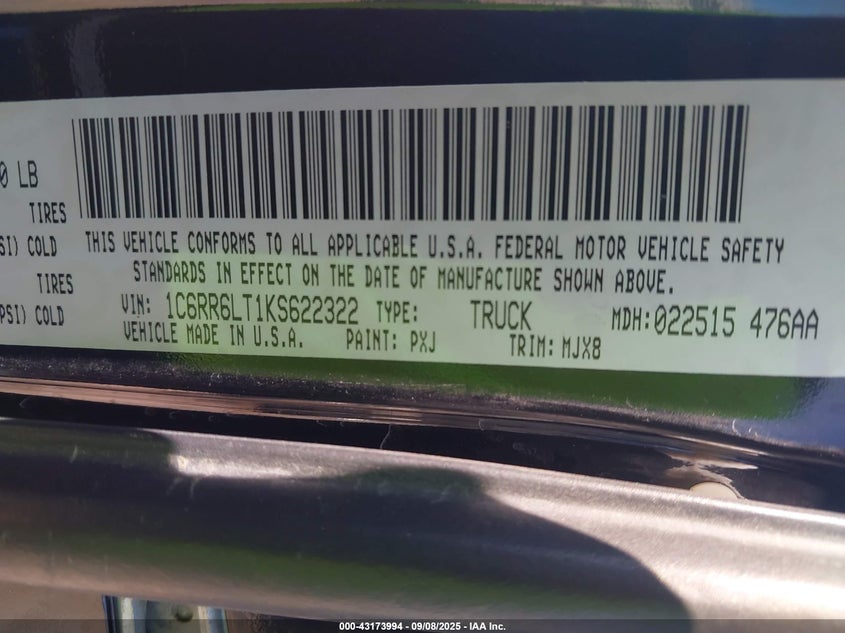 0 LB
TIRES
SI) COLD
TIRES
PSI) COLD
THIS VEHICLE CONFORMS TO ALL APPLICABLE U.S.A. FEDERAL MOTOR VEHICLE SAFETY
STANDARDS IN EFFECT ON THE DATE OF MANUFACTURE SHOWN ABOVE.
VIN: 1C6RR6LT1KS622322 TYPE: TRUCK MDH:022515 476AA
VEHICLE MADE IN U.S.A. PAINT: PXJ TRIM: MJX8
000-43173994 - 09/08/2025 - IAA Inc.